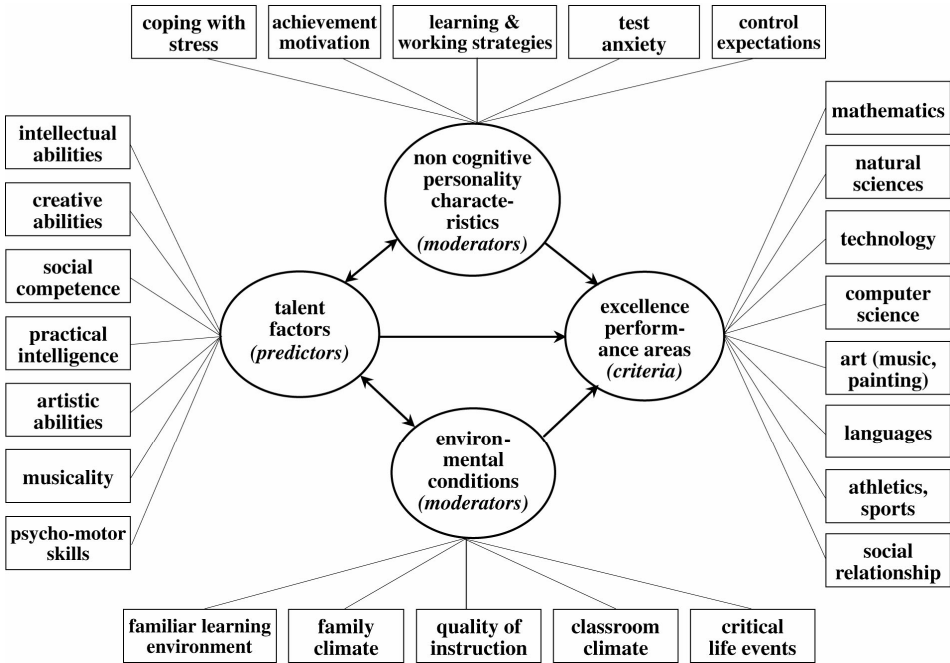 coping with
stress
achievement
motivation
learning &
working strategies
test
anxiety
control
expectations
intellectual
abilities
creative
abilities
social
competence
practical
intelligence
artistic
abilities
musicality
psycho-motor
skills
non cognitive
personality
characte-
ristics
(moderators)
talent
factors
(predictors)
excellence
perform-
ance areas
(criteria)
environ-
mental
conditions
(moderators)
mathematics
natural
sciences
technology
computer
science
art (music,
painting)
languages
athletics,
sports
social
relationship
familiar learning
environment
family
climate
quality of
instruction
classroom
climate
critical
life events